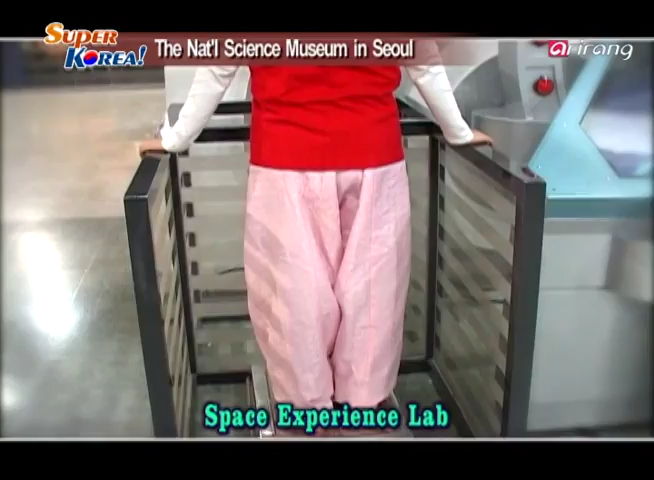 SUPER KOREA!
The Nat'l Science Museum in Seoul
arirang
Space Experience Lab